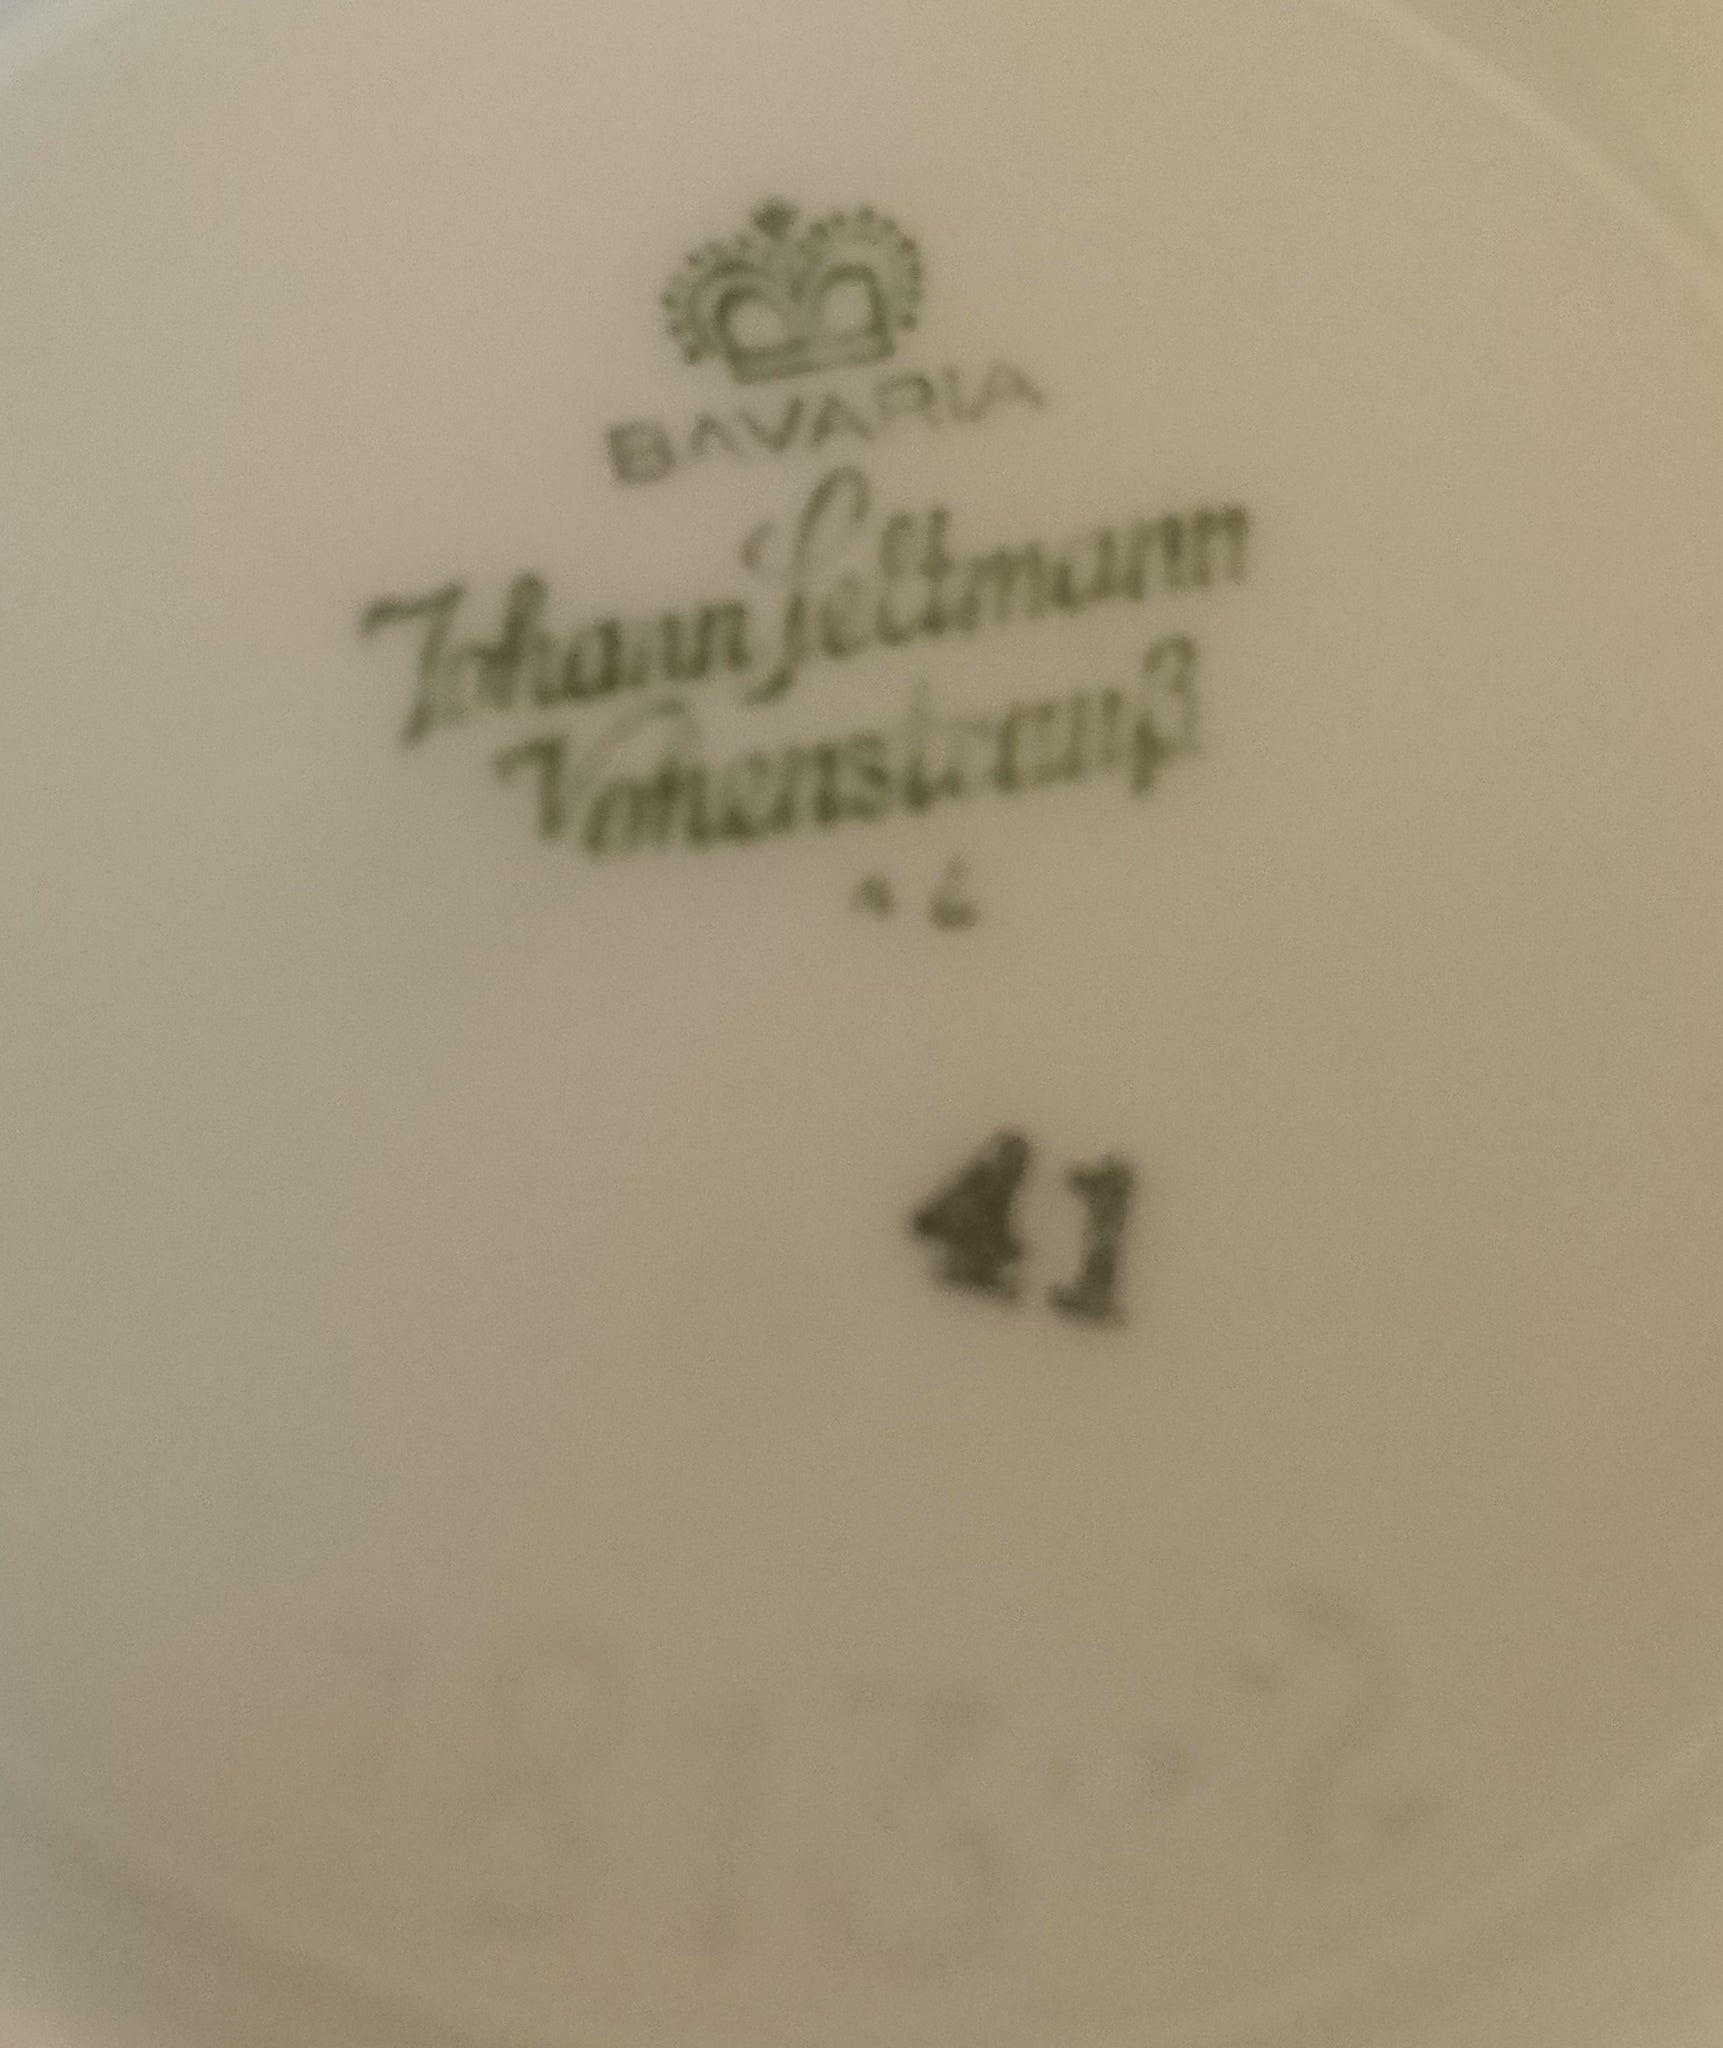 BAVARIA
Johann Seltmann
Vohenstrauß
41